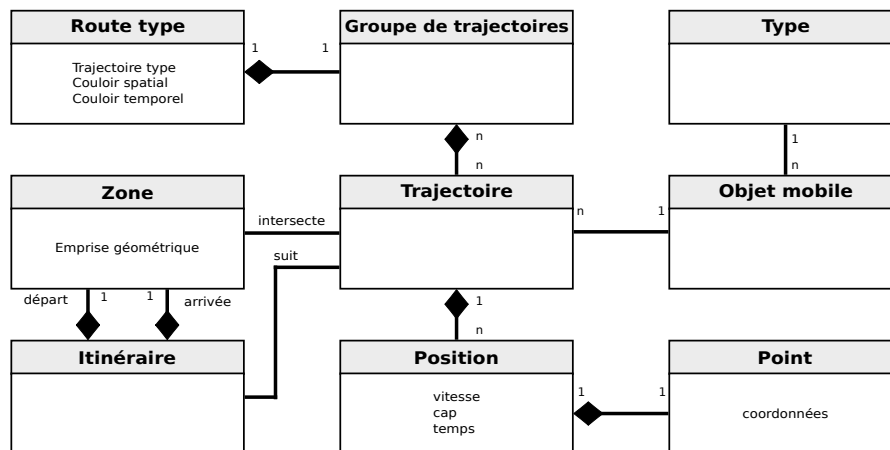 Route type
Trajectoire type
Couloir spatial
Couloir temporel
1
1
Groupe de trajectoires
Type
n
n
1
n
Zone
Emprise géométrique
intersecte
suit
Trajectoire
n
1
Objet mobile
départ
1
1
arrivée
1
n
Itinéraire
Position
vitesse
cap
temps
1
1
Point
coordonnées